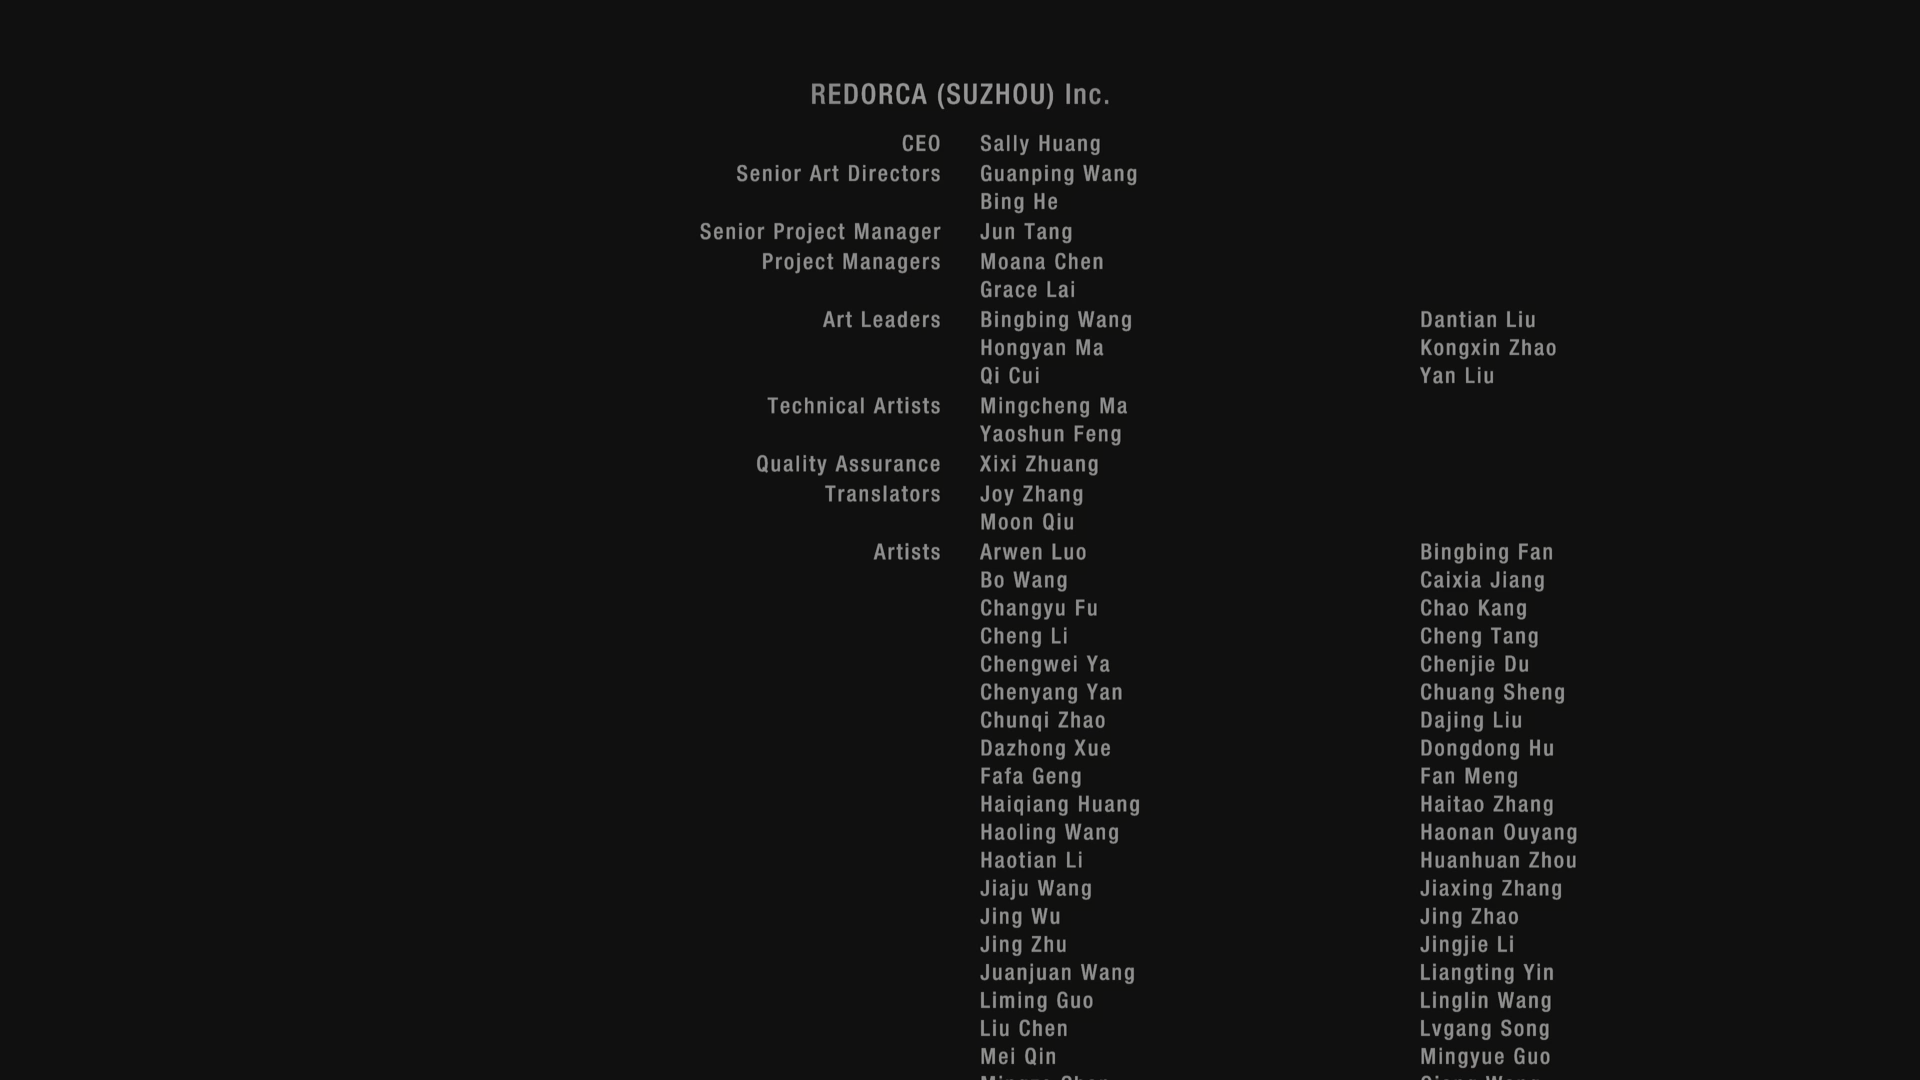 REDORCA (SUZHOU) Inc.
CEO Sally Huang
Senior Art Directors Guanping Wang
Bing He
Senior Project Manager Jun Tang
Project Managers Moana Chen
Grace Lai
Art Leaders Bingbing Wang Dantian Liu
Hongyan Ma Kongxin Zhao
Qi Cui Yan Liu
Technical Artists Mingcheng Ma
Yaoshun Feng
Quality Assurance Xixi Zhuang
Translators Joy Zhang
Moon Qiu
Artists Arwen Luo Bingbing Fan
Bo Wang Caixia Jiang
Changyu Fu Chao Kang
Cheng Li Cheng Tang
Chengwei Ya Chenjie Du
Chenyang Yan Chuang Sheng
Chunqi Zhao Dajing Liu
Dazhong Xue Dongdong Hu
Fafa Geng Fan Meng
Haiqiang Huang Haitao Zhang
Haoling Wang Haonan Ouyang
Haotian Li Huanhuan Zhou
Jiaju Wang Jiaxing Zhang
Jing Wu Jing Zhao
Jing Zhu Jingjie Li
Juanjuan Wang Liangting Yin
Liming Guo Linglin Wang
Liu Chen Lvgang Song
Mei Qin Mingyue Guo